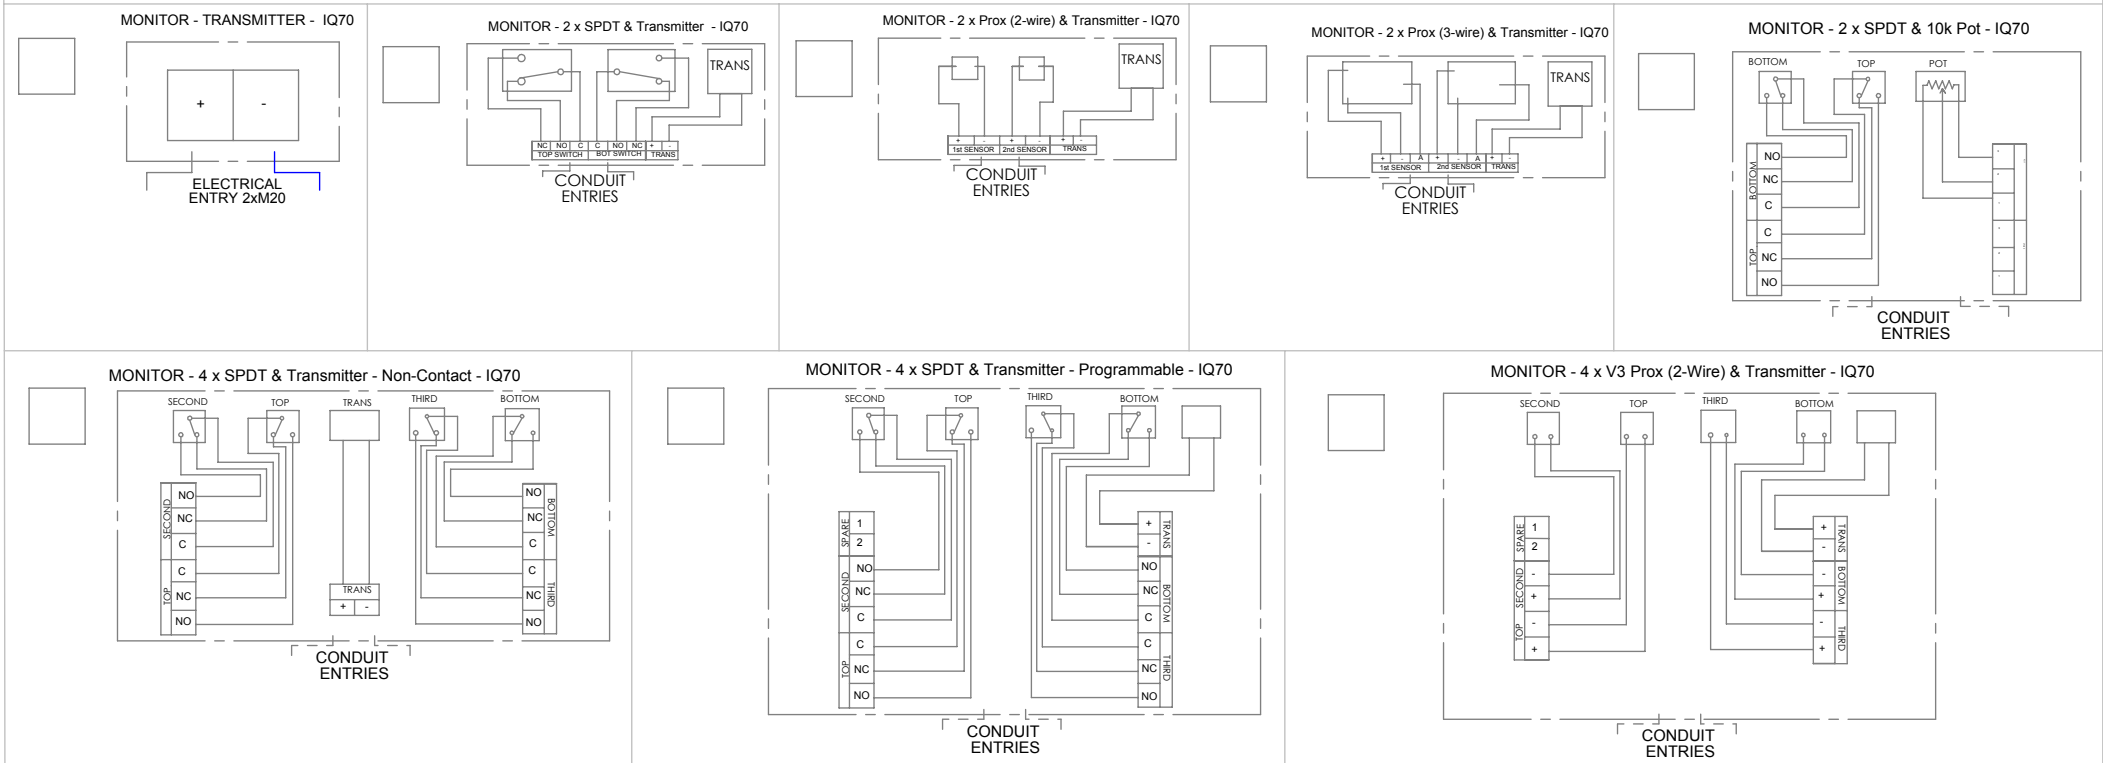 MONITOR - TRANSMITTER - IQ70
+ -
ELECTRICAL
ENTRY 2xM20
MONITOR - 2 x SPDT & Transmitter - IQ70
TRANS
NC NO C C NO NC + -
TOP SWITCH BOT SWITCH TRANS
CONDUIT
ENTRIES
MONITOR - 2 x Prox (2-wire) & Transmitter - IQ70
TRANS
+ - + - + -
1st SENSOR 2nd SENSOR TRANS
CONDUIT
ENTRIES
MONITOR - 2 x Prox (3-wire) & Transmitter - IQ70
TRANS
+ - A + - A + -
1st SENSOR 2nd SENSOR TRANS
CONDUIT
ENTRIES
MONITOR - 2 x SPDT & 10k Pot - IQ70
BOTTOM TOP POT
BOTTOM
NO
NC
C
TOP
C
NC
NO
CONDUIT
ENTRIES
MONITOR - 4 x SPDT & Transmitter - Non-Contact - IQ70
SECOND TOP TRANS THIRD BOTTOM
SECOND
NO
NC
C
TOP
C
NC
NO
TRANS
+ -
NO
NC
C
BOTTOM
C
NC
NO
THIRD
CONDUIT
ENTRIES
MONITOR - 4 x SPDT & Transmitter - Programmable - IQ70
SECOND TOP THIRD BOTTOM
SPARE
1
2
SECOND
NO
NC
C
TOP
C
NC
NO
+
-
TRANS
NO
NC
C
BOTTOM
C
NC
NO
THIRD
CONDUIT
ENTRIES
MONITOR - 4 x V3 Prox (2-Wire) & Transmitter - IQ70
SECOND TOP THIRD BOTTOM
SPARE
1
2
SECOND
-
+
TOP
-
+
+
-
TRANS
-
+
BOTTOM
-
+
THIRD
CONDUIT
ENTRIES